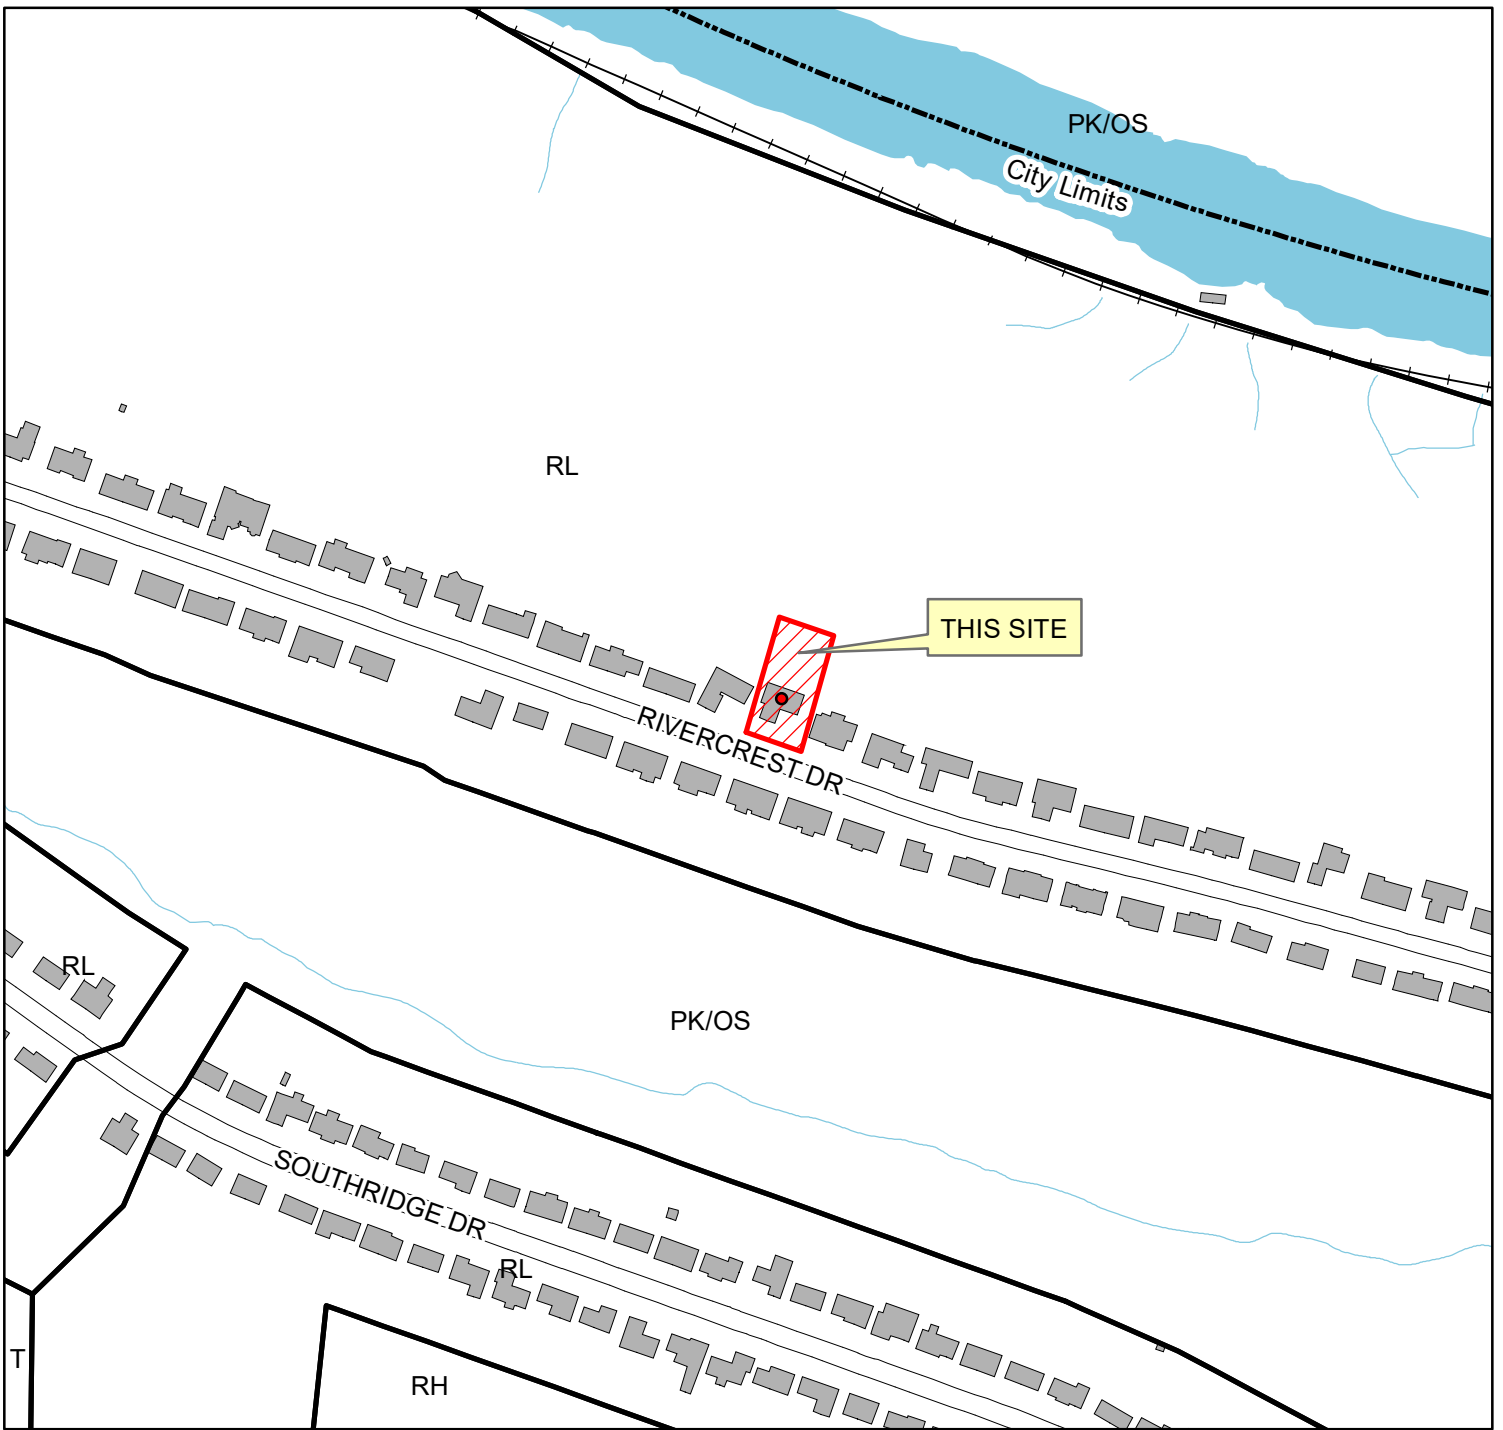 PK/OS
City Limits
RL
THIS SITE
RIVERCREST DR
RL
PK/OS
SOUTHRIDGE DR
RL
T
RH